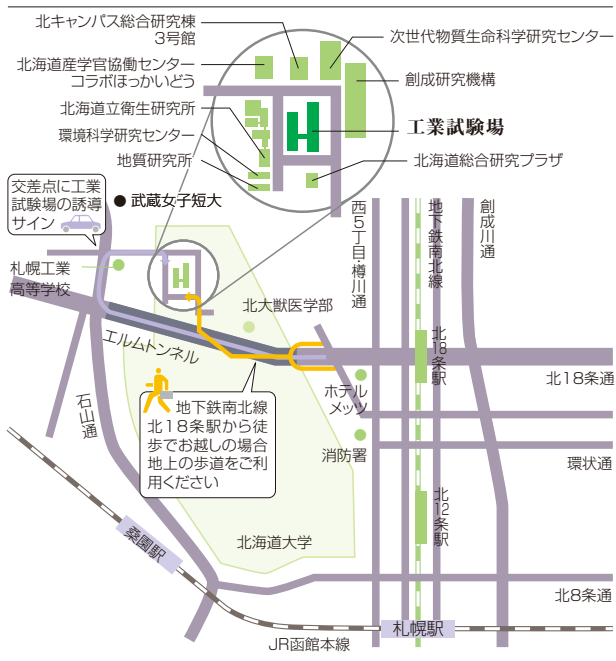 北キャンパス総合研究棟
3号館
次世代物質生命科学研究センター
北海道産学官協働センター
コラボほっかいどう
創成研究機構
北海道立衛生研究所
工業試験場
環境科学研究センター
地質研究所
北海道総合研究プラザ
交差点に工業
試験場の誘導
サイン
● 武蔵女子短大
西5丁目・樽川通
地下鉄南北線
創成川通
札幌工業
高等学校
北大獣医学部
エルムトンネル
北18条駅
北18条通
ホテル
メッツ
石山通
地下鉄南北線
北18条駅から徒
歩でお越しの場合
地上の歩道をご利
用ください
消防署
環状通
北12条駅
桑園駅
北海道大学
北8条通
札幌駅
JR函館本線